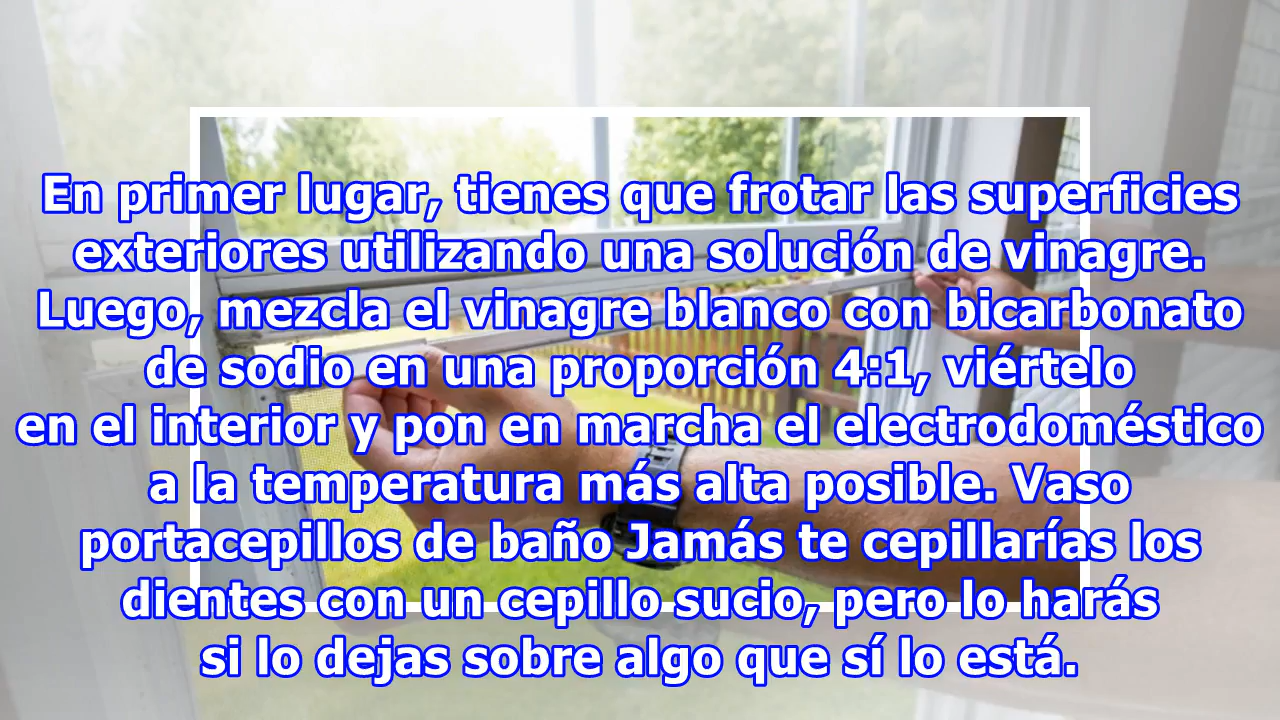 En primer lugar, tienes que frotar las superficies
exteriores utilizando una solución de vinagre.
Luego, mezcla el vinagre blanco con bicarbonato
de sodio en una proporción 4:1, viértelo
en el interior y pon en marcha el electrodoméstico
a la temperatura más alta posible. Vaso
portacepillos de baño Jamás te cepillarías los
dientes con un cepillo sucio, pero lo harás
si lo dejas sobre algo que sí lo está.